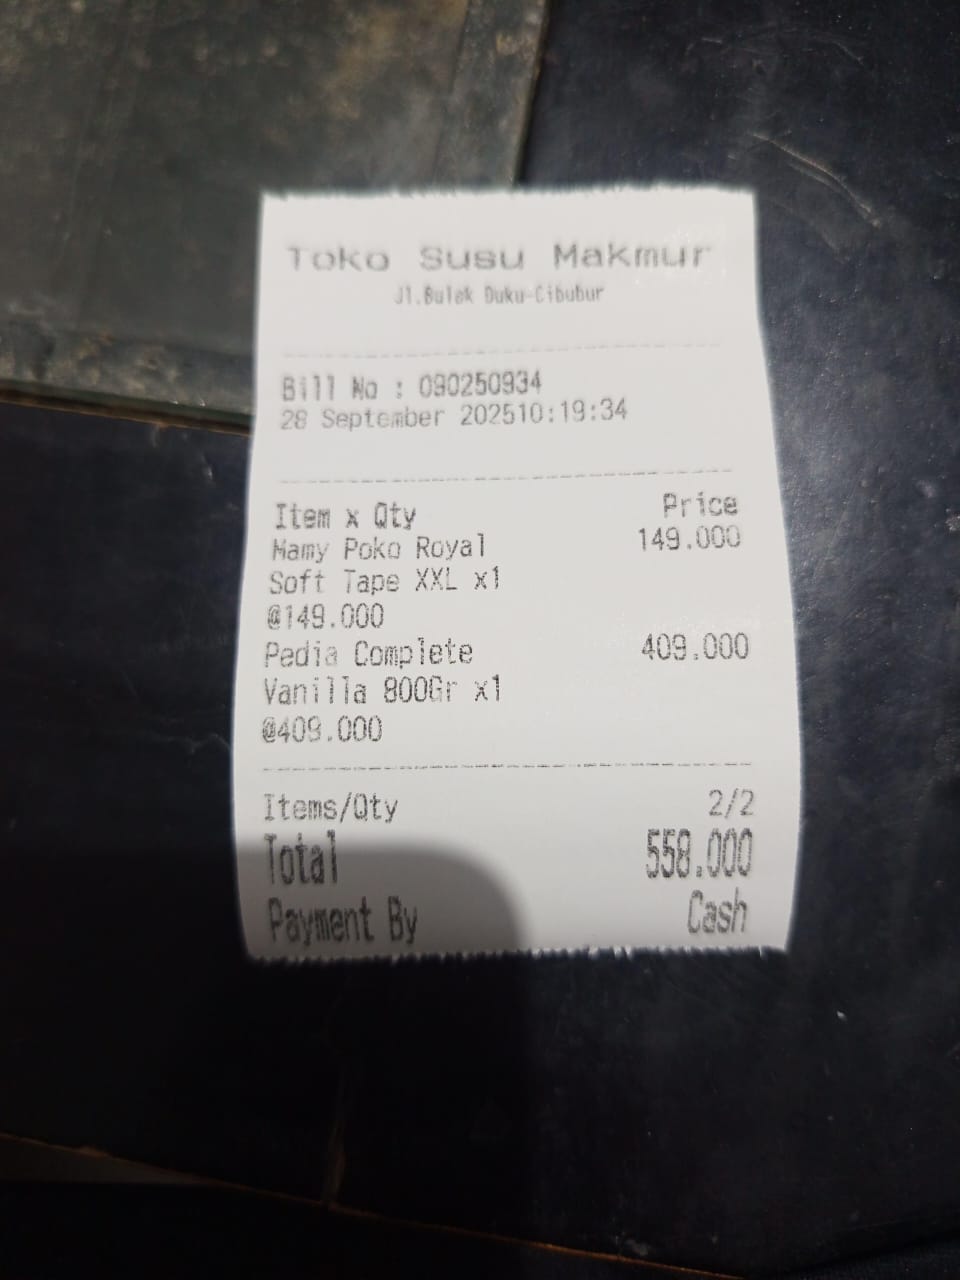 Toko Susu Makmur
Jl.Bulak Duku-Cibubur
Bill No : 090250934
28 September 202510:19:34
Item x Qty Price
Mamy Poko Royal 149.000
Soft Tape XXL x1
@149.000
Pedia Complete 409.000
Vanilla 800Gr x1
@409.000
Items/Qty 2/2
Total 558.000
Payment By Cash